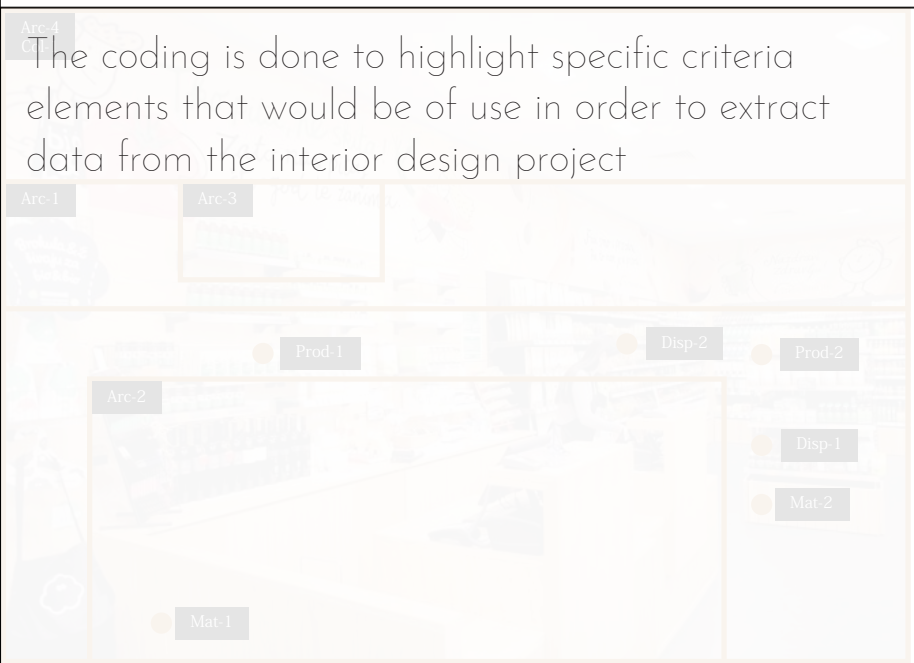 Arc-4
The coding is done to highlight specific criteria
elements that would be of use in order to extract
data from the interior design project
Arc-1
Arc-3
Prod-1
Disp-2
Prod-2
Arc-2
Disp-1
Mat-2
Mat-1